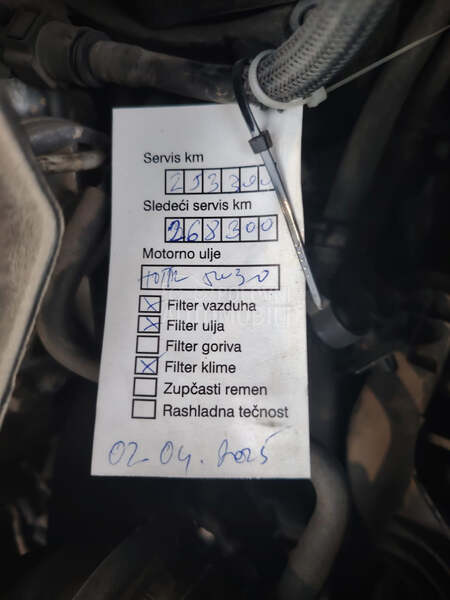 Servis km
253300
Sledeći servis km
268300
Motorno ulje
5W30
Filter vazduha
Filter ulja
Filter goriva
Filter klime
Zupčasti remen
Rashladna tečnost
02.04.2025